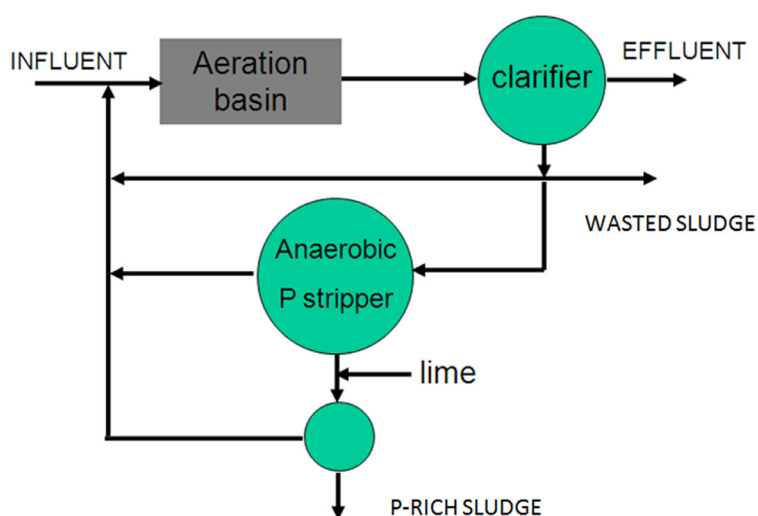 INFLUENT
Aeration
basin
clarifier
EFFLUENT
WASTED SLUDGE
Anaerobic
P stripper
lime
P-RICH SLUDGE